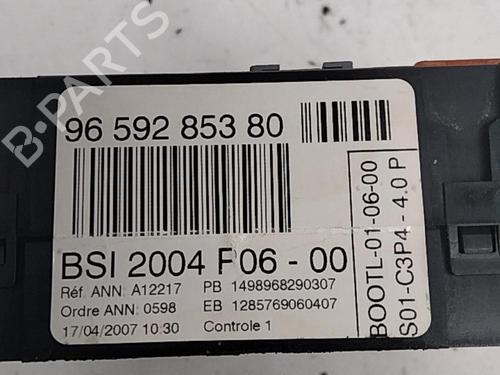 96 592 853 80
BSI 2004 F06 - 00
Réf. ANN: A12217 PB 1498968290307
Ordre ANN: 0598 EB 1285769060407
17/04/2007 10:30 Controle 1
BOOTL-01-06-00
S01-C3P4 - 4.0 P
B-PARTS